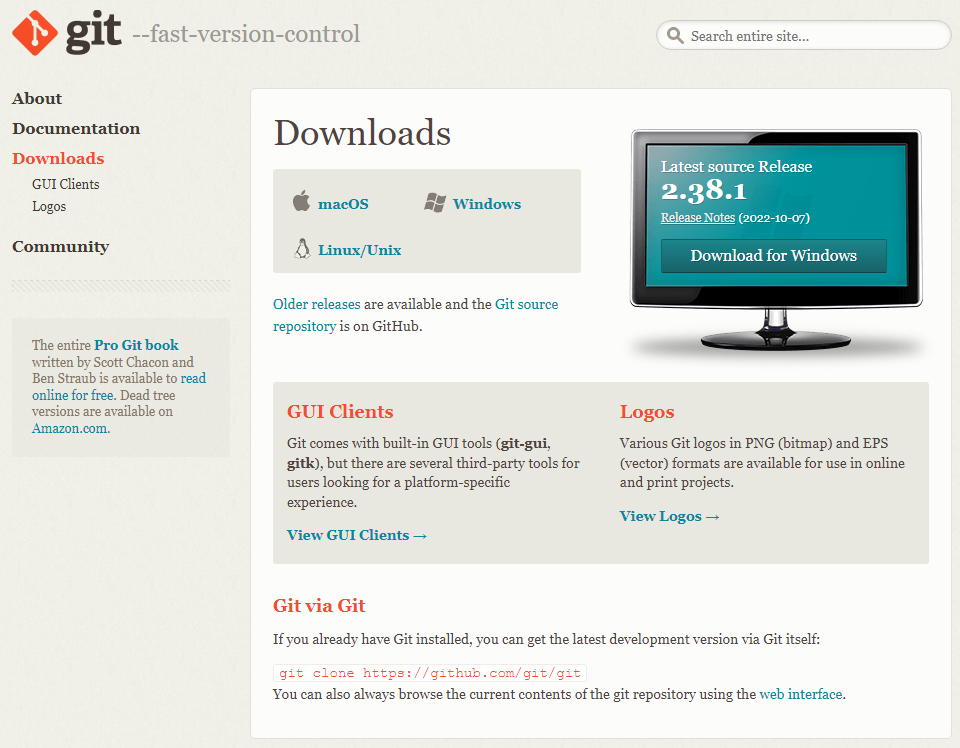 git --fast-version-control
Search entire site...
About
Documentation
Downloads
GUI Clients
Logos
Community
The entire Pro Git book
written by Scott Chacon and
Ben Straub is available to read
online for free. Dead tree
versions are available on
Amazon.com.
Downloads
macOS
Windows
Linux/Unix
Older releases are available and the Git source
repository is on GitHub.
Latest source Release
2.38.1
Release Notes (2022-10-07)
Download for Windows
GUI Clients
Git comes with built-in GUI tools (git-gui,
gitk), but there are several third-party tools for
users looking for a platform-specific
experience.
View GUI Clients →
Logos
Various Git logos in PNG (bitmap) and EPS
(vector) formats are available for use in online
and print projects.
View Logos →
Git via Git
If you already have Git installed, you can get the latest development version via Git itself:
git clone https://github.com/git/git
You can also always browse the current contents of the git repository using the web interface.